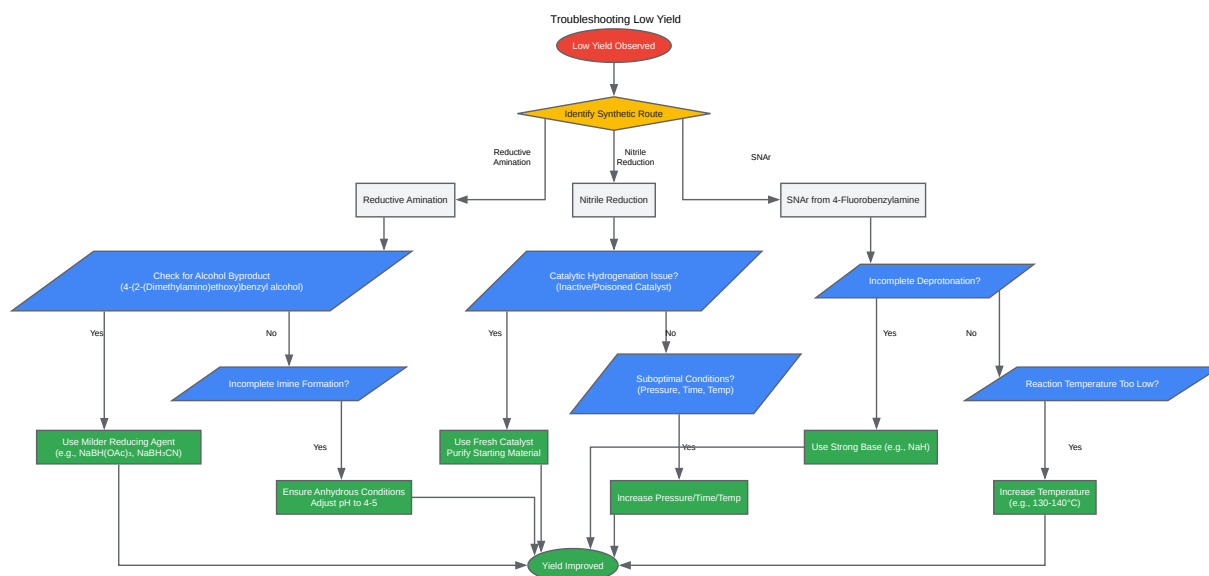 Troubleshooting Low Yield
Low Yield Observed
Identify Synthetic Route
Reductive
Amination
Nitrile
Reduction
SNAr
Reductive Amination
Nitrile Reduction
SNAr from 4-Fluorobenzylamine
Check for Alcohol Byproduct
(4-(2-(Dimethylamino)ethoxy)benzyl alcohol)
Catalytic Hydrogenation Issue?
(Inactive/Poisoned Catalyst)
Incomplete Deprotonation?
Yes
No
Yes
No
Yes
No
Incomplete Imine Formation?
Suboptimal Conditions?
(Pressure, Time, Temp)
Reaction Temperature Too Low?
Use Milder Reducing Agent
(e.g., NaBH(OAc)₃, NaBH₃CN)
Yes
Use Fresh Catalyst
Purify Starting Material
Yes
Use Strong Base (e.g., NaH)
Yes
Ensure Anhydrous Conditions
Adjust pH to 4-5
Increase Pressure/Time/Temp
Increase Temperature
(e.g., 130-140°C)
Yield Improved